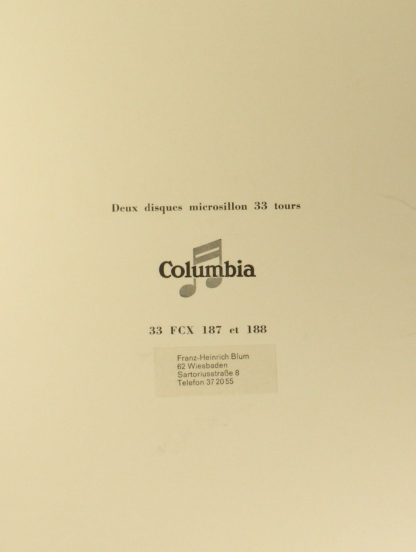 Deux disques microsillon 33 tours
Columbia
33 FCX 187 et 188
Franz-Heinrich Blum
62 Wiesbaden
Sartoriusstraße 8
Telefon 37 20 55